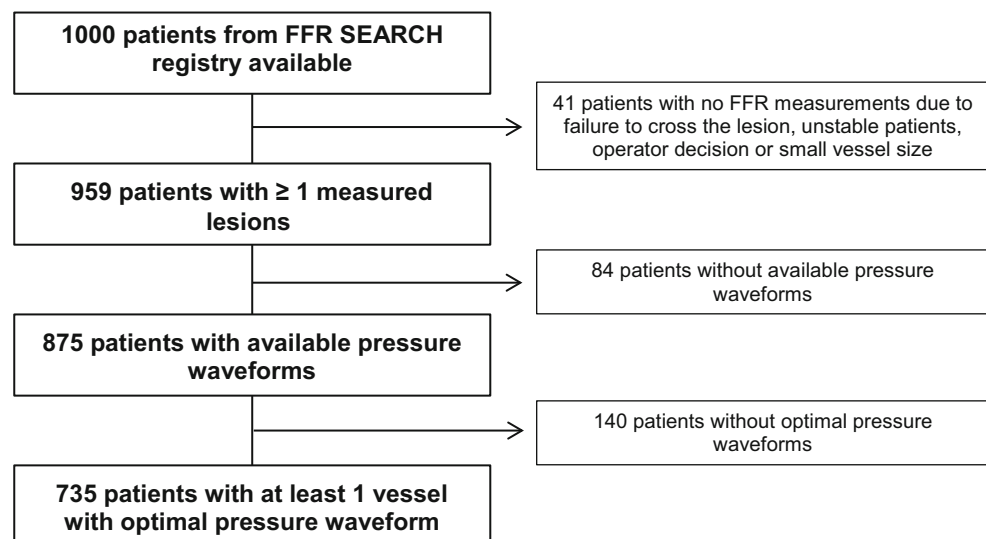 1000 patients from FFR SEARCH
registry available
41 patients with no FFR measurements due to
failure to cross the lesion, unstable patients,
operator decision or small vessel size
959 patients with ≥ 1 measured
lesions
84 patients without available pressure
waveforms
875 patients with available pressure
waveforms
140 patients without optimal pressure
waveforms
735 patients with at least 1 vessel
with optimal pressure waveform